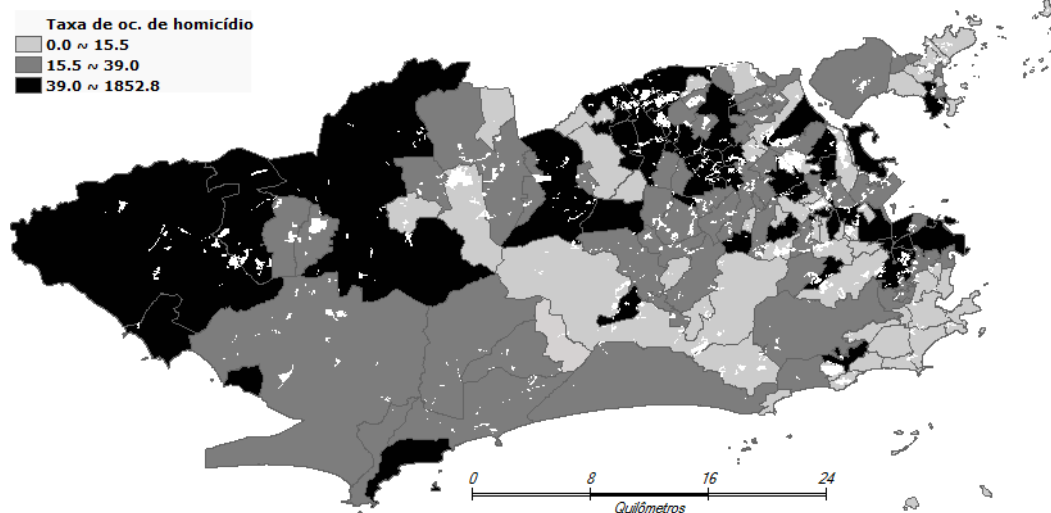 Taxa de oc. de homicídio
0.0 ~ 15.5
15.5 ~ 39.0
39.0 ~ 1852.8
0 8 16 24
Quilômetros